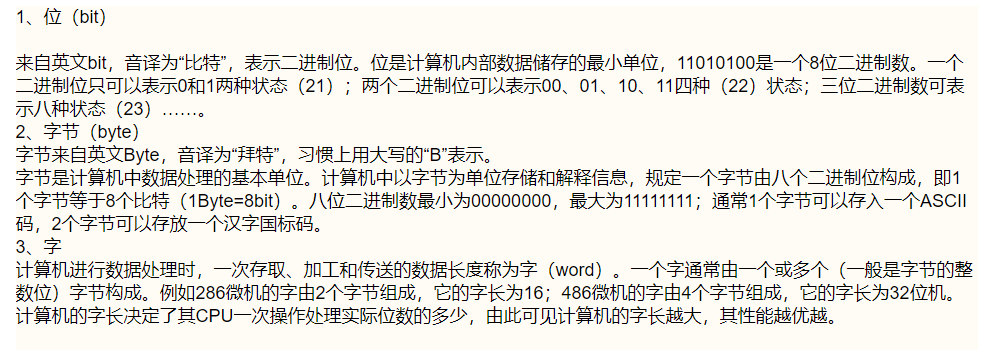 1、位（bit）
来自英文bit，音译为“比特”，表示二进制位。位是计算机内部数据储存的最小单位，11010100是一个8位二进制数。一个
二进制位只可以表示0和1两种状态（21）；两个二进制位可以表示00、01、10、11四种（22）状态；三位二进制数可表
示八种状态（23）……。
2、字节（byte）
字节来自英文Byte，音译为“拜特”，习惯上用大写的“B”表示。
字节是计算机中数据处理的基本单位。计算机中以字节为单位存储和解释信息，规定一个字节由八个二进制位构成，即1
个字节等于8个比特（1Byte=8bit）。八位二进制数最小为00000000，最大为11111111；通常1个字节可以存入一个ASCII
码，2个字节可以存放一个汉字国标码。
3、字
计算机进行数据处理时，一次存取、加工和传送的数据长度称为字（word）。一个字通常由一个或多个（一般是字节的整
数位）字节构成。例如286微机的字由2个字节组成，它的字长为16；486微机的字由4个字节组成，它的字长为32位机。
计算机的字长决定了其CPU一次操作处理实际位数的多少，由此可见计算机的字长越大，其性能越优越。